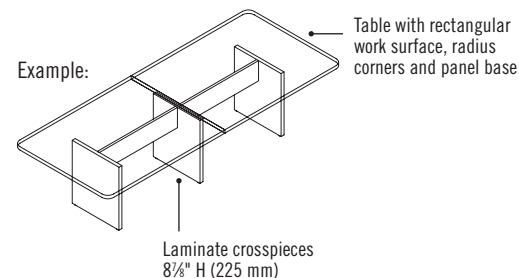 Table with rectangular
work surface, radius
corners and panel base
Example:
Laminate crosspieces
8⅞" H (225 mm)